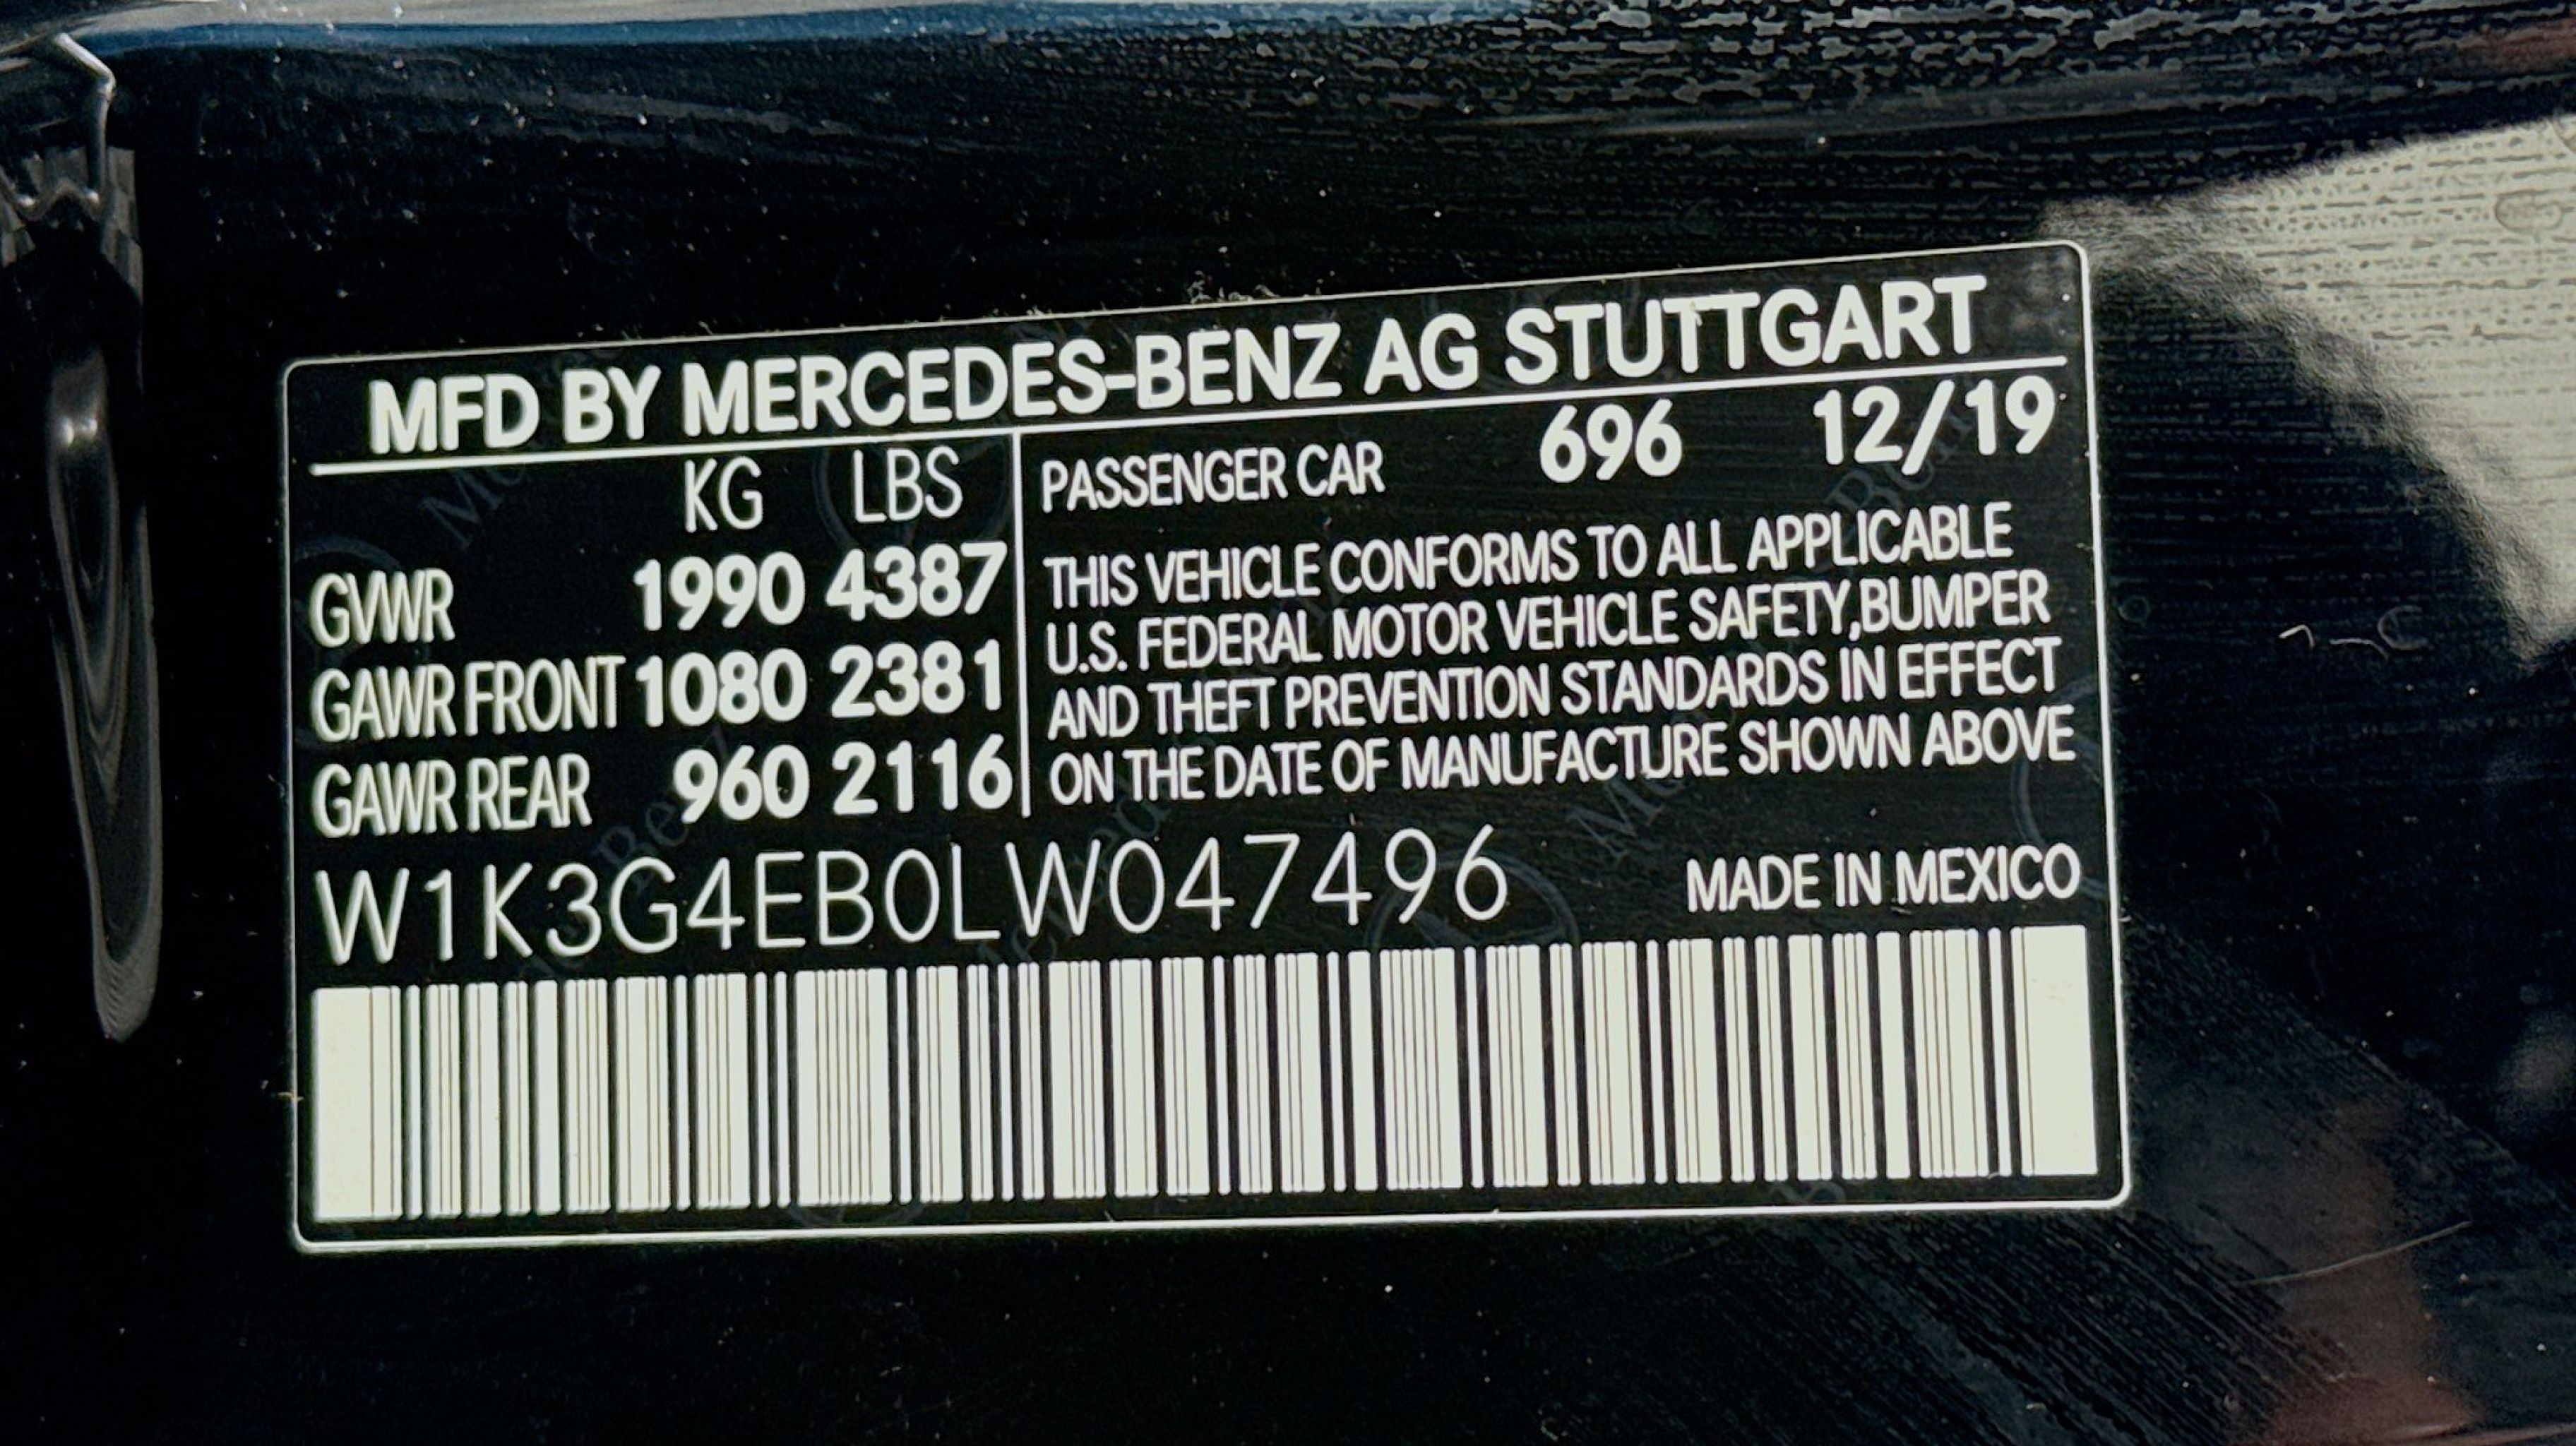 MFD BY MERCEDES-BENZ AG STUTTGART
KG LBS
GVWR 1990 4387
GAWR FRONT 1080 2381
GAWR REAR 960 2116
PASSENGER CAR 696 12/19
THIS VEHICLE CONFORMS TO ALL APPLICABLE
U.S. FEDERAL MOTOR VEHICLE SAFETY,BUMPER
AND THEFT PREVENTION STANDARDS IN EFFECT
ON THE DATE OF MANUFACTURE SHOWN ABOVE
W1K3G4EB0LW047496 MADE IN MEXICO